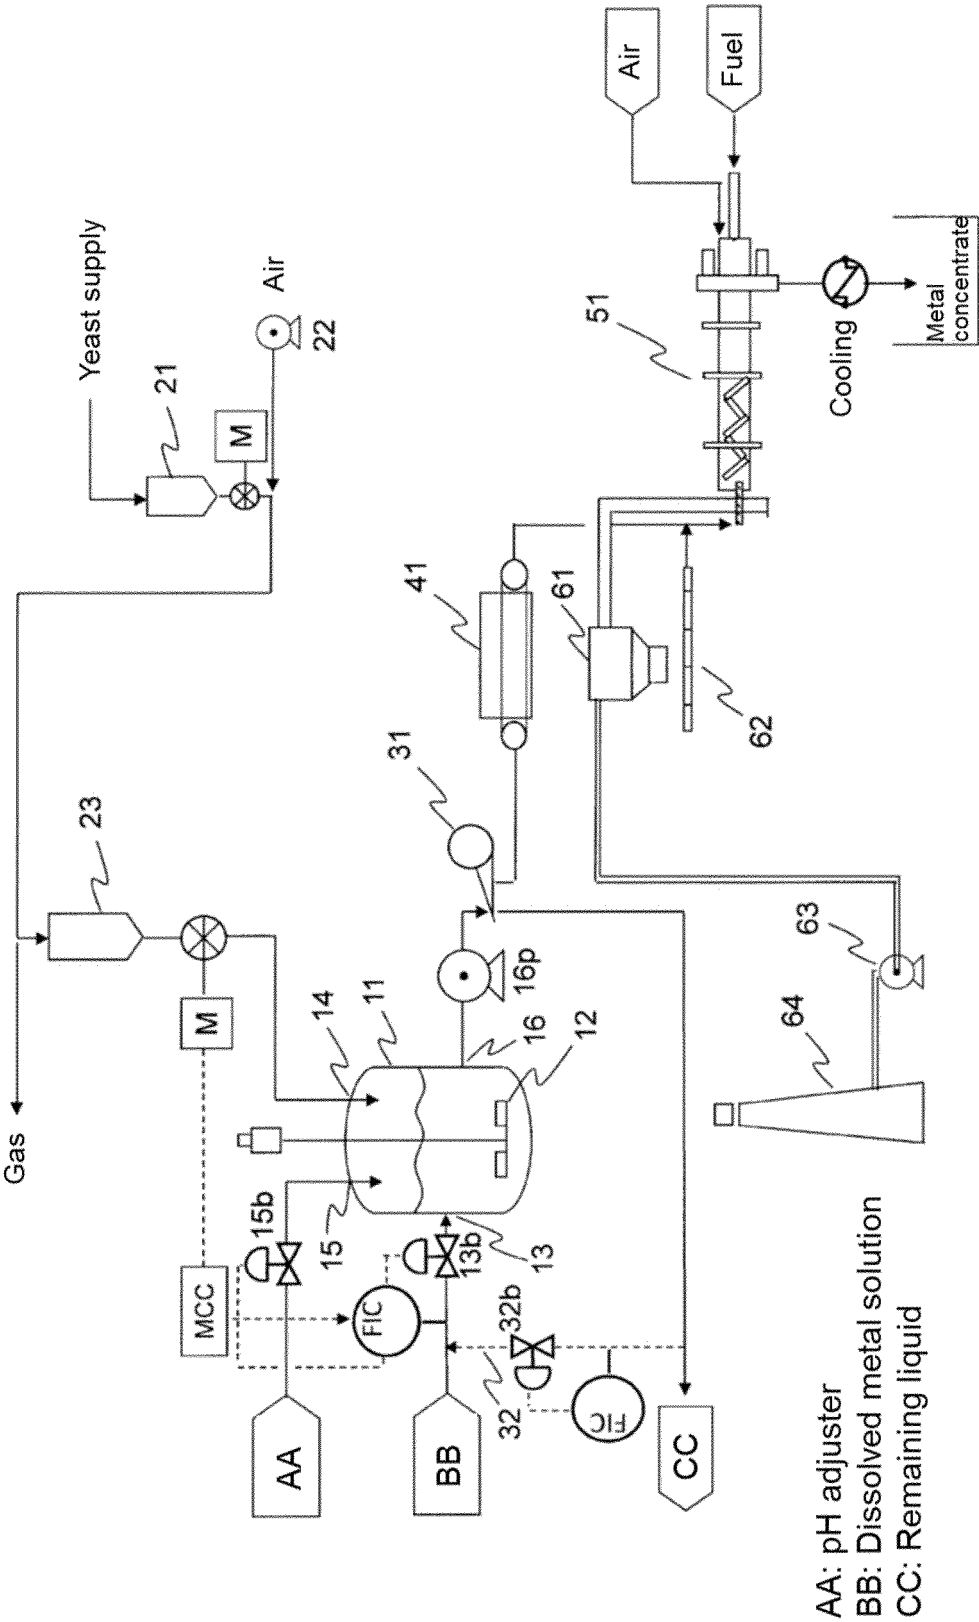 Yeast supply
21
M
Air
22
Gas
23
M
MCC
AA
15b
15
14
11
FIC
13b
13
BB
16
16p
12
31
41
32
32b
FIC
CC
61
62
63
64
51
Air
Fuel
Cooling
Metal
concentrate
AA: pH adjuster
BB: Dissolved metal solution
CC: Remaining liquid